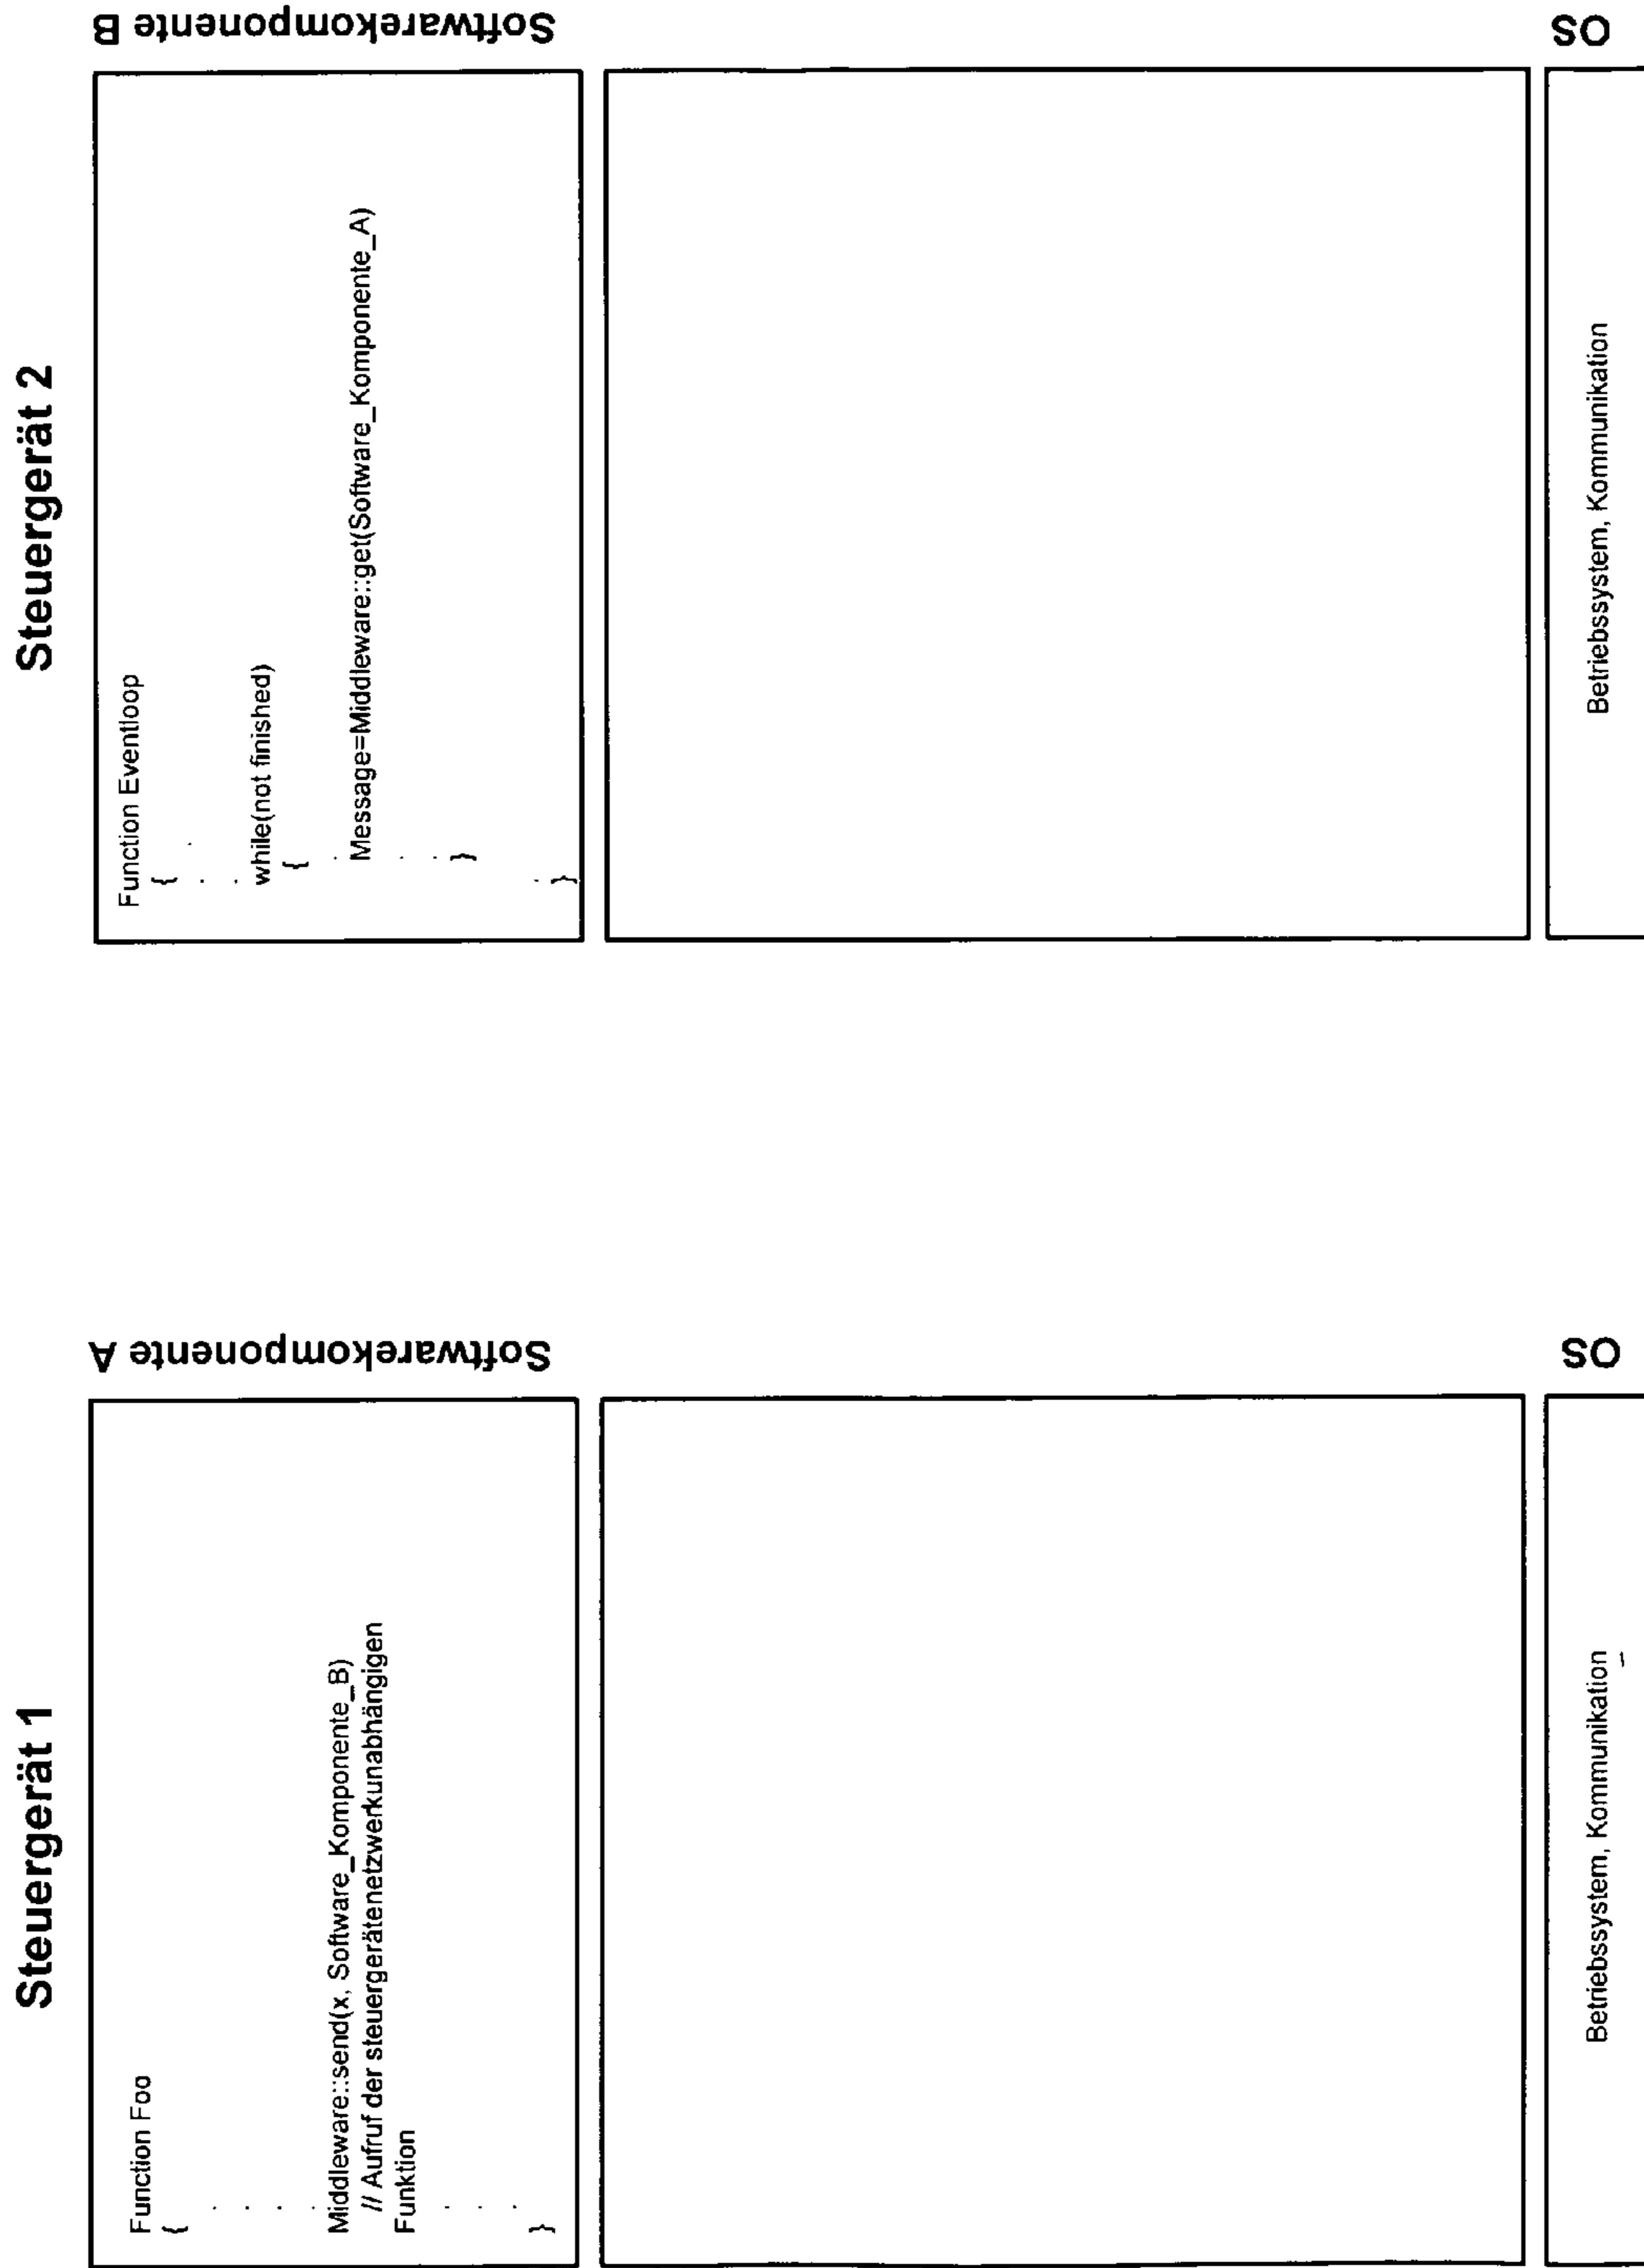 Steuergerät 1
Softwarekomponente A
Function Foo
{
.
.
.
.
Middleware::send(x, Software_Komponente_B)
// Aufruf der steuergerätenetzwerkunabhängigen
Funktion
.
.
.
}
Betriebssystem, Kommunikation
OS
Steuergerät 2
Softwarekomponente B
Function Eventloop
{
.
.
while(not finished)
{
.
Message=Middleware::get(Software_Komponente_A)
.
.
}
.
}
Betriebssystem, Kommunikation
OS